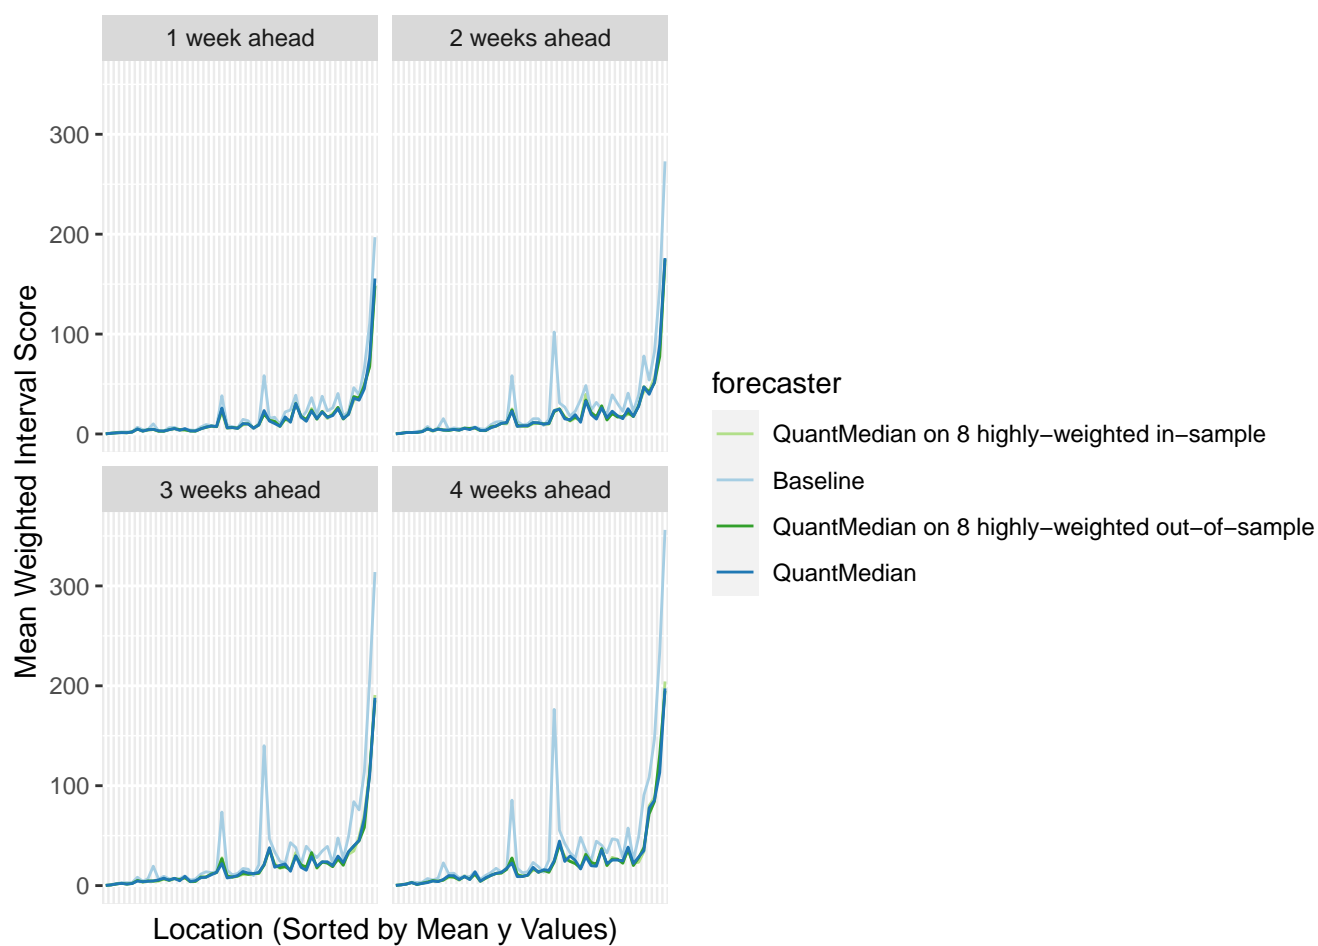 1 week ahead
2 weeks ahead
300
200
100
0
3 weeks ahead
4 weeks ahead
300
200
100
0
Mean Weighted Interval Score
Location (Sorted by Mean y Values)
forecaster
QuantMedian on 8 highly−weighted in−sample
Baseline
QuantMedian on 8 highly−weighted out−of−sample
QuantMedian